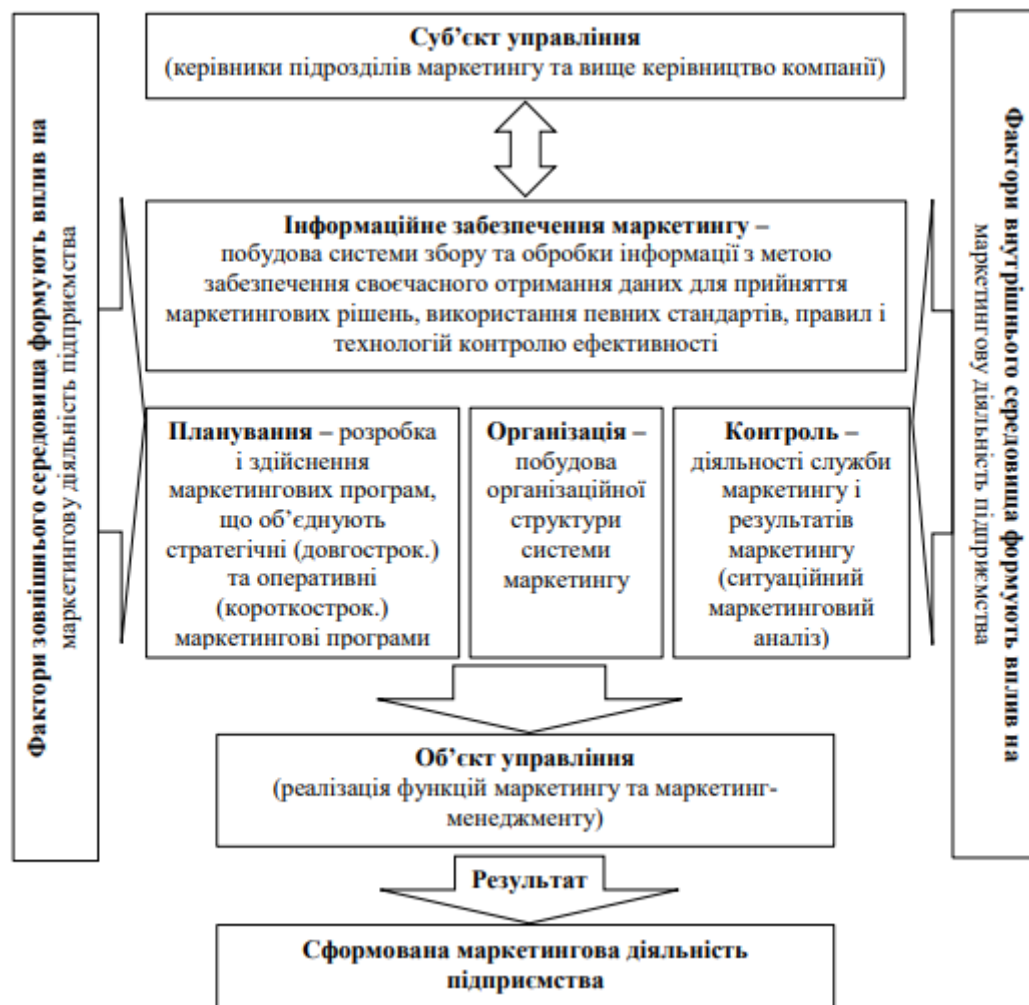 Суб’єкт управління
(керівники підрозділів маркетингу та вище керівництво компанії)
Фактори зовнішнього середовища формують вплив на
маркетингову діяльність підприємства
Інформаційне забезпечення маркетингу –
побудова системи збору та обробки інформації з метою
забезпечення своєчасного отримання даних для прийняття
маркетингових рішень, використання певних стандартів, правил і
технологій контролю ефективності
Планування – розробка
і здійснення
маркетингових програм,
що об’єднують
стратегічні (довгострок.)
та оперативні
(короткострок.)
маркетингові програми
Організація –
побудова
організаційної
структури
системи
маркетингу
Контроль –
діяльності служби
маркетингу і
результатів
маркетингу
(ситуаційний
маркетинговий
аналіз)
Фактори внутрішнього середовища формують вплив на
маркетингову діяльність підприємства
Об’єкт управління
(реалізація функцій маркетингу та маркетинг-
менеджменту)
Результат
Сформована маркетингова діяльність
підприємства